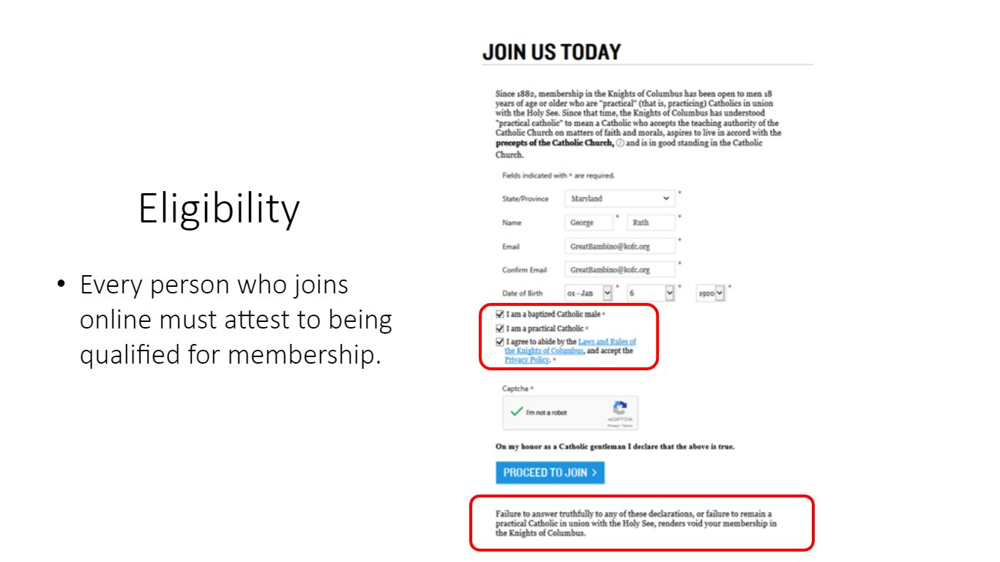 Eligibility
• Every person who joins
online must attest to being
qualified for membership.
JOIN US TODAY
Since 1882, membership in the Knights of Columbus has been open to men 18
years of age or older who are "practical" (that is, practicing) Catholics in union
with the Holy See. Since that time, the Knights of Columbus has understood
"practical catholic" to mean a Catholic who accepts the teaching authority of the
Catholic Church on matters of faith and morals, aspires to live in accord with the
precepts of the Catholic Church, ⓘ and is in good standing in the Catholic
Church.
Fields indicated with * are required.
State/Province Maryland *
Name George * Ruth *
Email GreatBambino@kofc.org *
Confirm Email GreatBambino@kofc.org *
Date of Birth 01 - Jan * 6 * 1920 *
I am a baptized Catholic male *
I am a practical Catholic *
I agree to abide by the Laws and Rules of
the Knights of Columbus, and accept the
Privacy Policy. *
Captcha *
I'm not a robot
reCAPTCHA
Privacy - Terms
On my honor as a Catholic gentleman I declare that the above is true.
PROCEED TO JOIN >
Failure to answer truthfully to any of these declarations, or failure to remain a
practical Catholic in union with the Holy See, renders void your membership in
the Knights of Columbus.